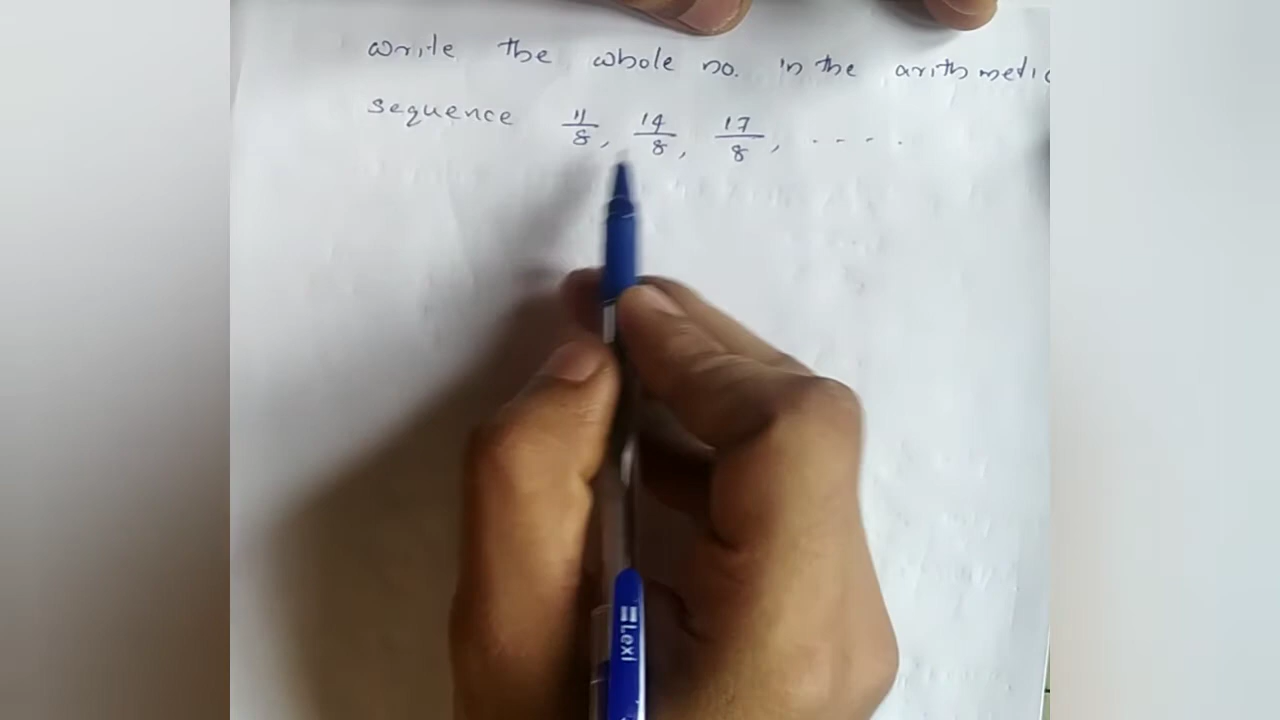 write the whole no. in the arithmetic
sequence 11/8, 14/8, 17/8, - - - .
Lexi